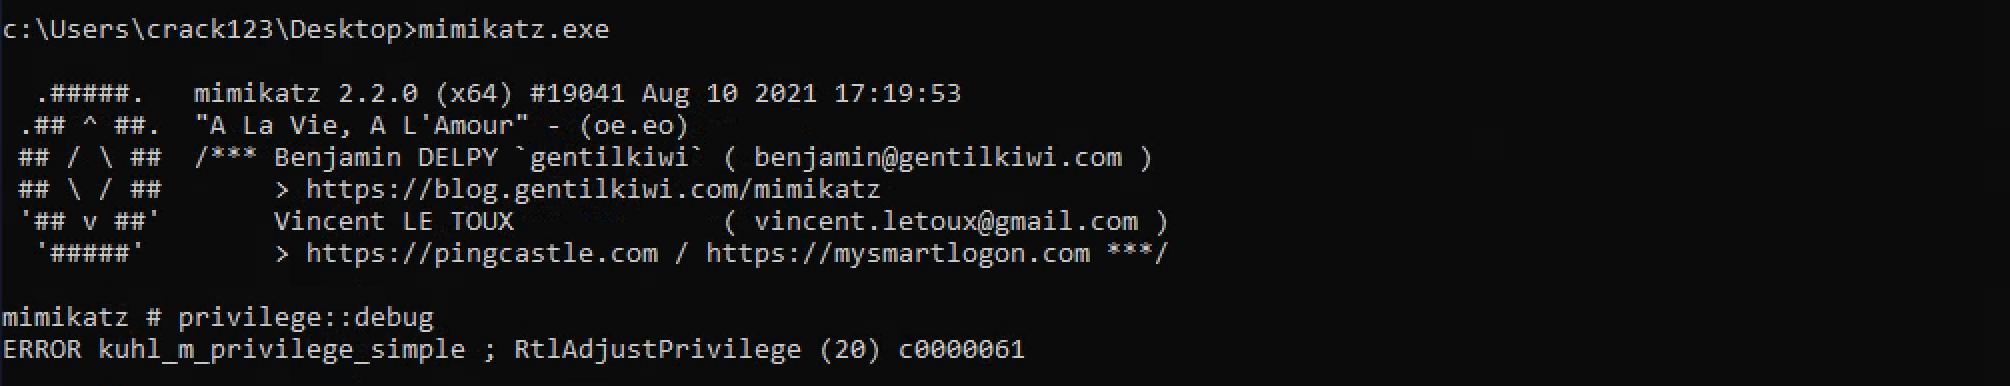 c:\Users\crack123\Desktop>mimikatz.exe
.#####. mimikatz 2.2.0 (x64) #19041 Aug 10 2021 17:19:53
.## ^ ##. "A La Vie, A L'Amour" - (oe.eo)
## / \ ## /*** Benjamin DELPY `gentilkiwi` ( benjamin@gentilkiwi.com )
## \ / ## > https://blog.gentilkiwi.com/mimikatz
'## v ##' Vincent LE TOUX ( vincent.letoux@gmail.com )
'#####' > https://pingcastle.com / https://mysmartlogon.com ***/
mimikatz # privilege::debug
ERROR kuhl_m_privilege_simple ; RtlAdjustPrivilege (20) c0000061